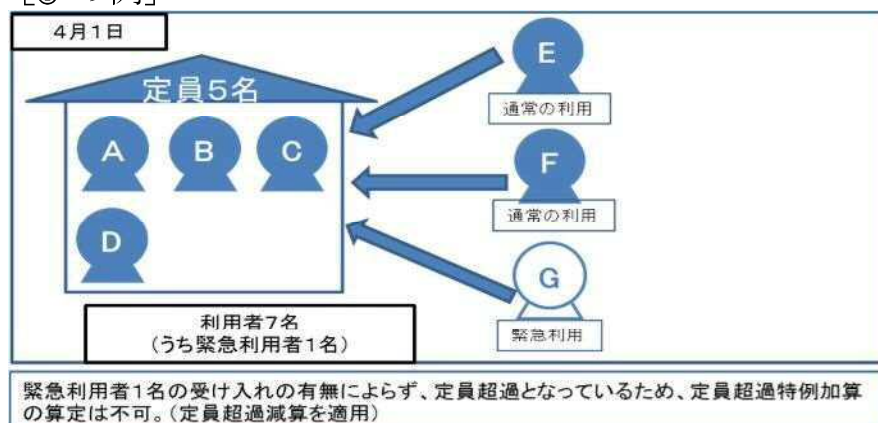 4月1日
定員5名
A
B
C
D
E
通常の利用
F
通常の利用
G
緊急利用
利用者7名
(うち緊急利用者1名)
緊急利用者1名の受け入れの有無によらず、定員超過となっているため、定員超過特例加算
の算定は不可。(定員超過減算を適用)